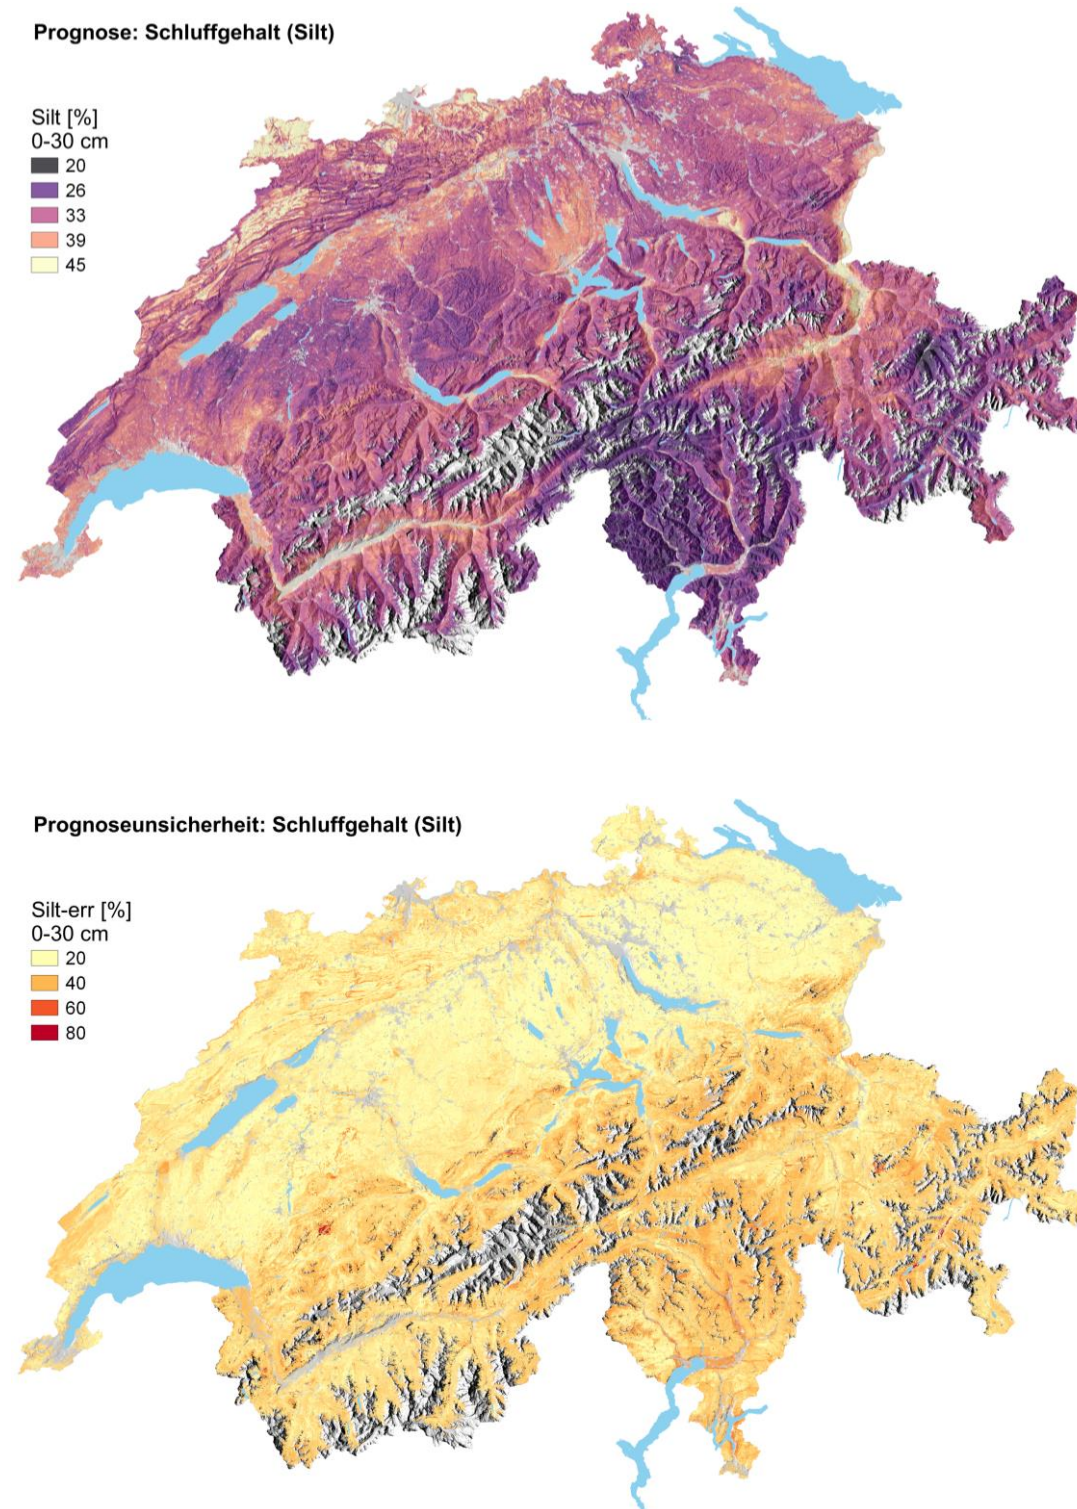 Prognose: Schluffgehalt (Silt)
Silt [%]
0-30 cm
20
26
33
39
45
Prognoseunsicherheit: Schluffgehalt (Silt)
Silt-err [%]
0-30 cm
20
40
60
80